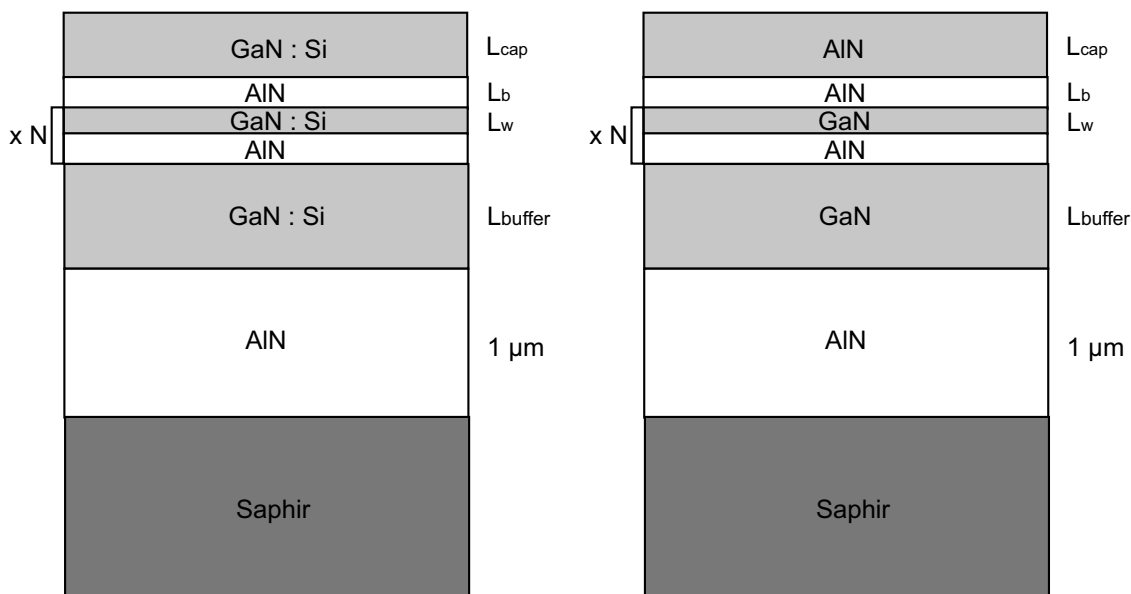 GaN : Si
Lcap
AlN
Lb
x N
GaN : Si
Lw
AlN
GaN : Si
Lbuffer
AlN
1 µm
Saphir
AlN
Lcap
AlN
Lb
x N
GaN
Lw
AlN
GaN
Lbuffer
AlN
1 µm
Saphir